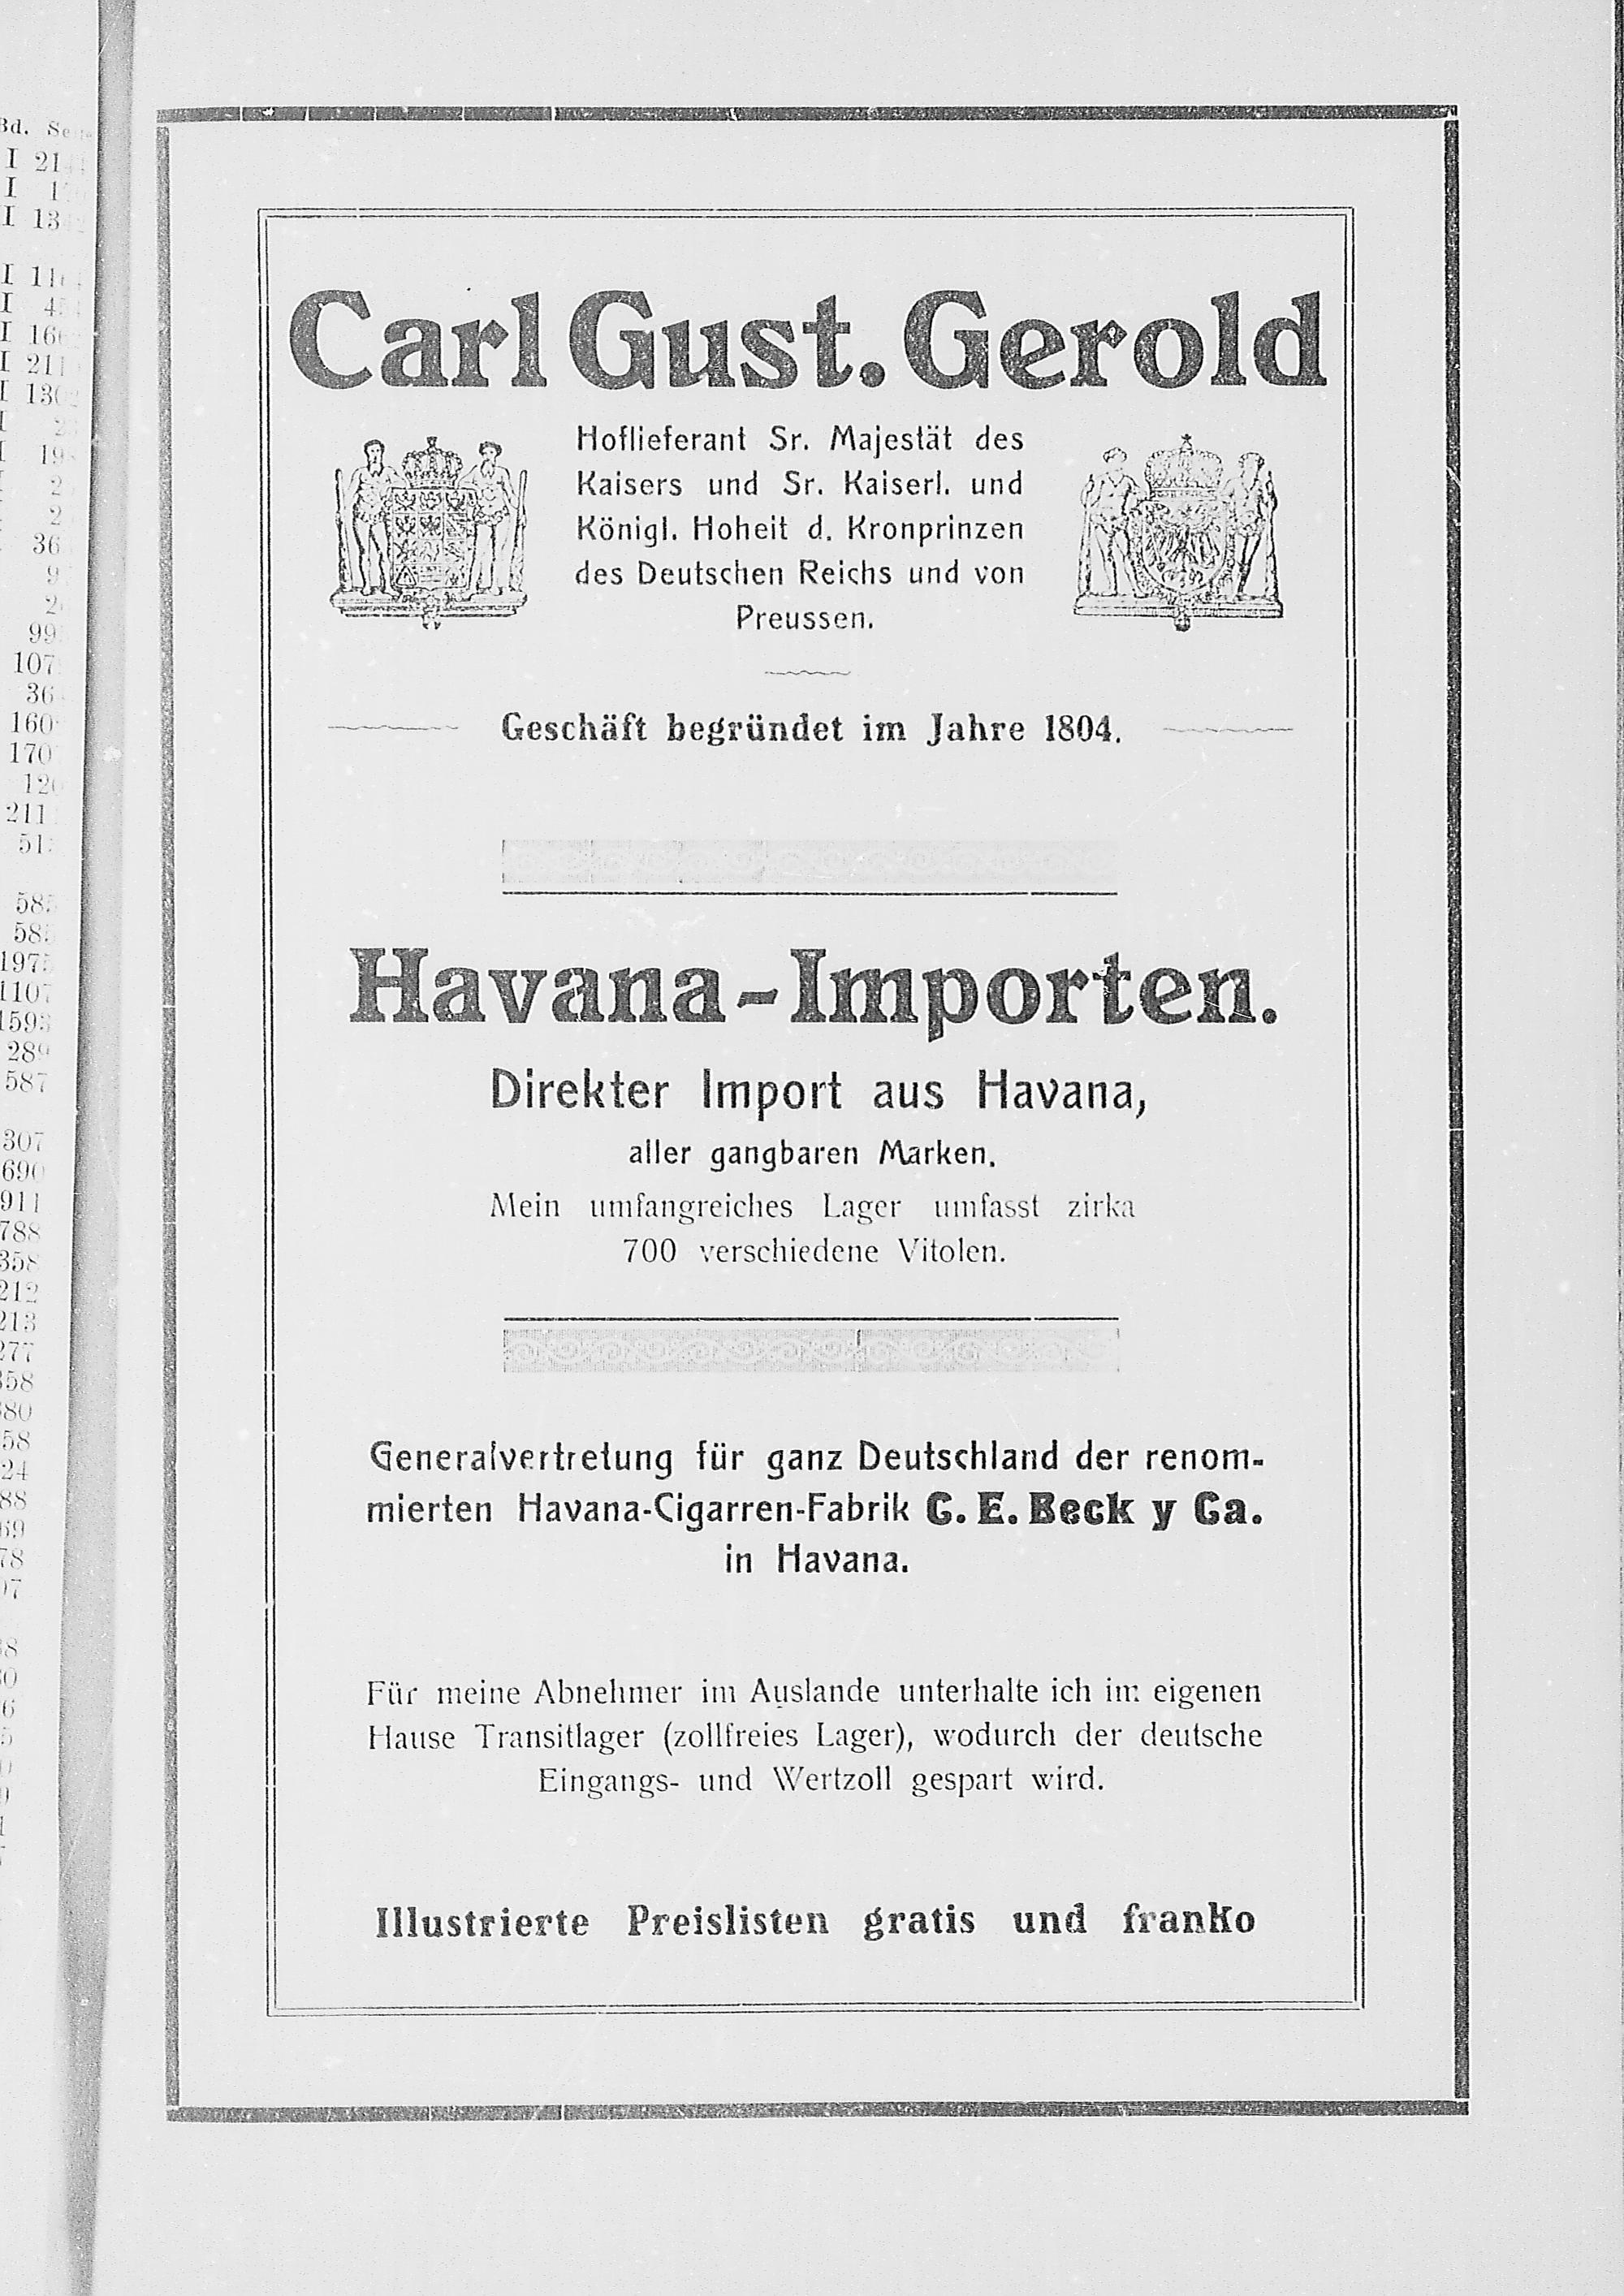 Carl Gust. Gerold
Hoflieferant Sr. Majestät des
Kaisers und Sr. Kaiserl. und
Königl. Hoheit d. Kronprinzen
des Deutschen Reichs und von
Preussen.
Geschäft begründet im Jahre 1804.
Havana-Importen.
Direkter Import aus Havana,
aller gangbaren Marken.
Mein umfangreiches Lager umfasst zirka
700 verschiedene Vitolen.
Generalvertretung für ganz Deutschland der renom-
mierten Havana-Cigarren-Fabrik C. E. Beck y Ca.
in Havana.
Für meine Abnehmer im Auslande unterhalte ich im eigenen
Hause Transitlager (zollfreies Lager), wodurch der deutsche
Eingangs- und Wertzoll gespart wird.
Illustrierte Preislisten gratis und franko